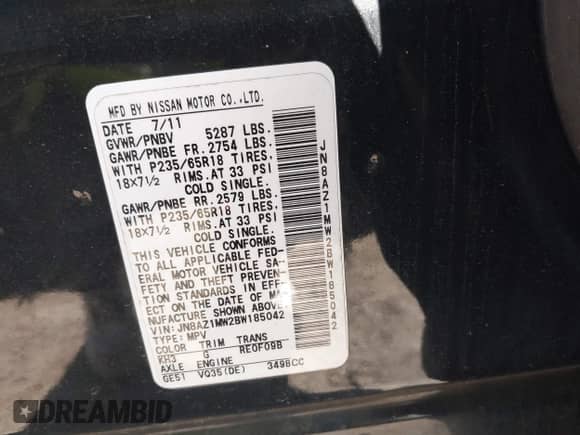 MFD BY NISSAN MOTOR CO.,LTD.
DATE 7/11
GVWR/PNBV 5287 LBS.
GAWR/PNBE FR. 2754 LBS.
WITH P235/65R18 TIRES,
18X7½ RIMS.AT 33 PSI
COLD SINGLE.
GAWR/PNBE RR. 2579 LBS.
WITH P235/65R18 TIRES,
18X7½ RIMS.AT 33 PSI
COLD SINGLE.
THIS VEHICLE CONFORMS
TO ALL APPLICABLE FED-
ERAL MOTOR VEHICLE SA-
FETY AND THEFT PREVEN-
TION STANDARDS IN EFF-
ECT ON THE DATE OF MA
FACTURE SHOWN ABOVE.
VIN: JN8AZ1MW2BW185042
TYPE: MPV
COLOR TRIM TRANS
KH3 G RE0F09B
AXLE ENGINE
GE51 VQ35(DE) 3498CC
JN8AZ1MW2BW185042
DREAMBID